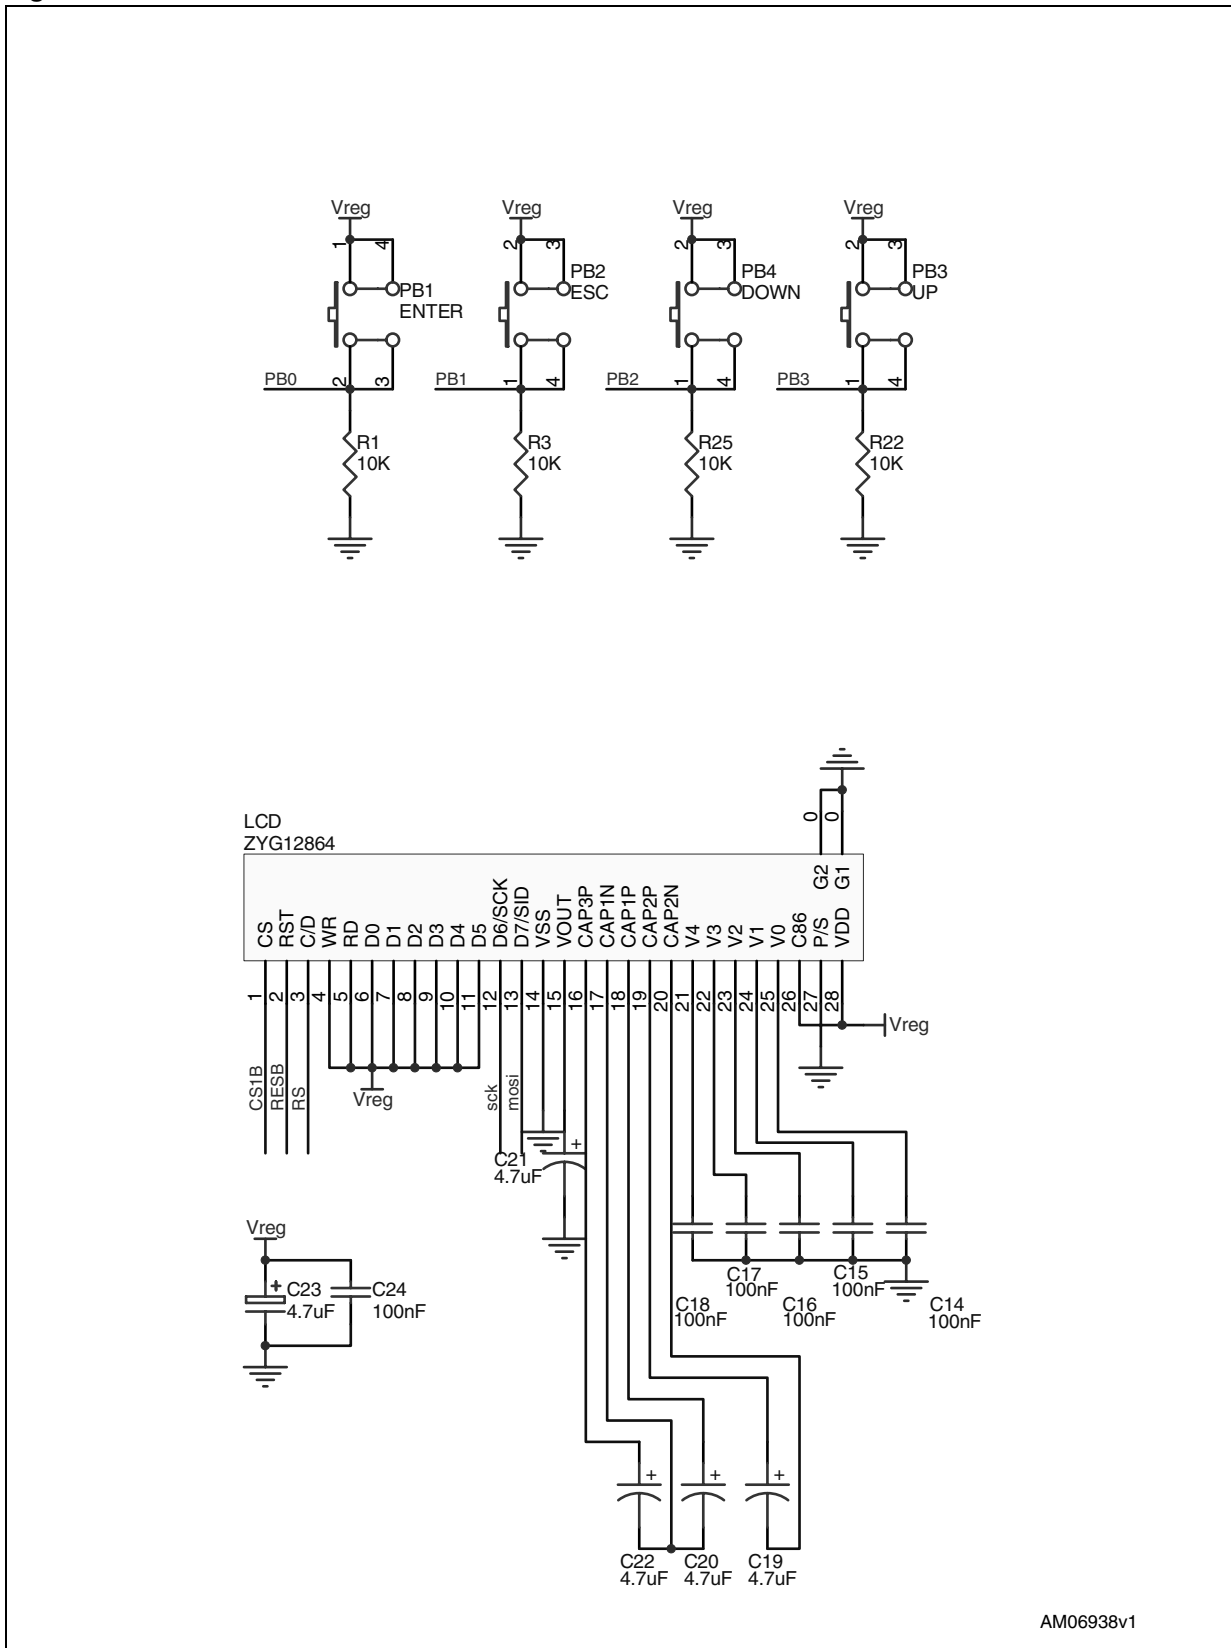 Vreg Vreg Vreg Vreg
1 4 2 3 2 3 2 3
PB1
ENTER
PB2
ESC
PB4
DOWN
PB3
UP
PB0 2 3 PB1 1 4 PB2 1 4 PB3 1 4
R1
10K
R3
10K
R25
10K
R22
10K
0 0
LCD
ZYG12864
G2 G1
CS RST C/D WR RD D0 D1 D2 D3 D4 D5 D6/SCK D7/SID VSS VOUT CAP3P CAP1N CAP1P CAP2P CAP2N V4 V3 V2 V1 V0 C86 P/S VDD
1 2 3 4 5 6 7 8 9 10 11 12 13 14 15 16 17 18 19 20 21 22 23 24 25 26 27 28
Vreg
CS1B RESB RS
Vreg
sck mosi
C21
4.7uF
+
Vreg
+ C23
4.7uF
C24
100nF
C17
100nF
C15
100nF
C18
100nF
C16
100nF
C14
100nF
+ + +
C22
4.7uF
C20
4.7uF
C19
4.7uF
AM06938v1